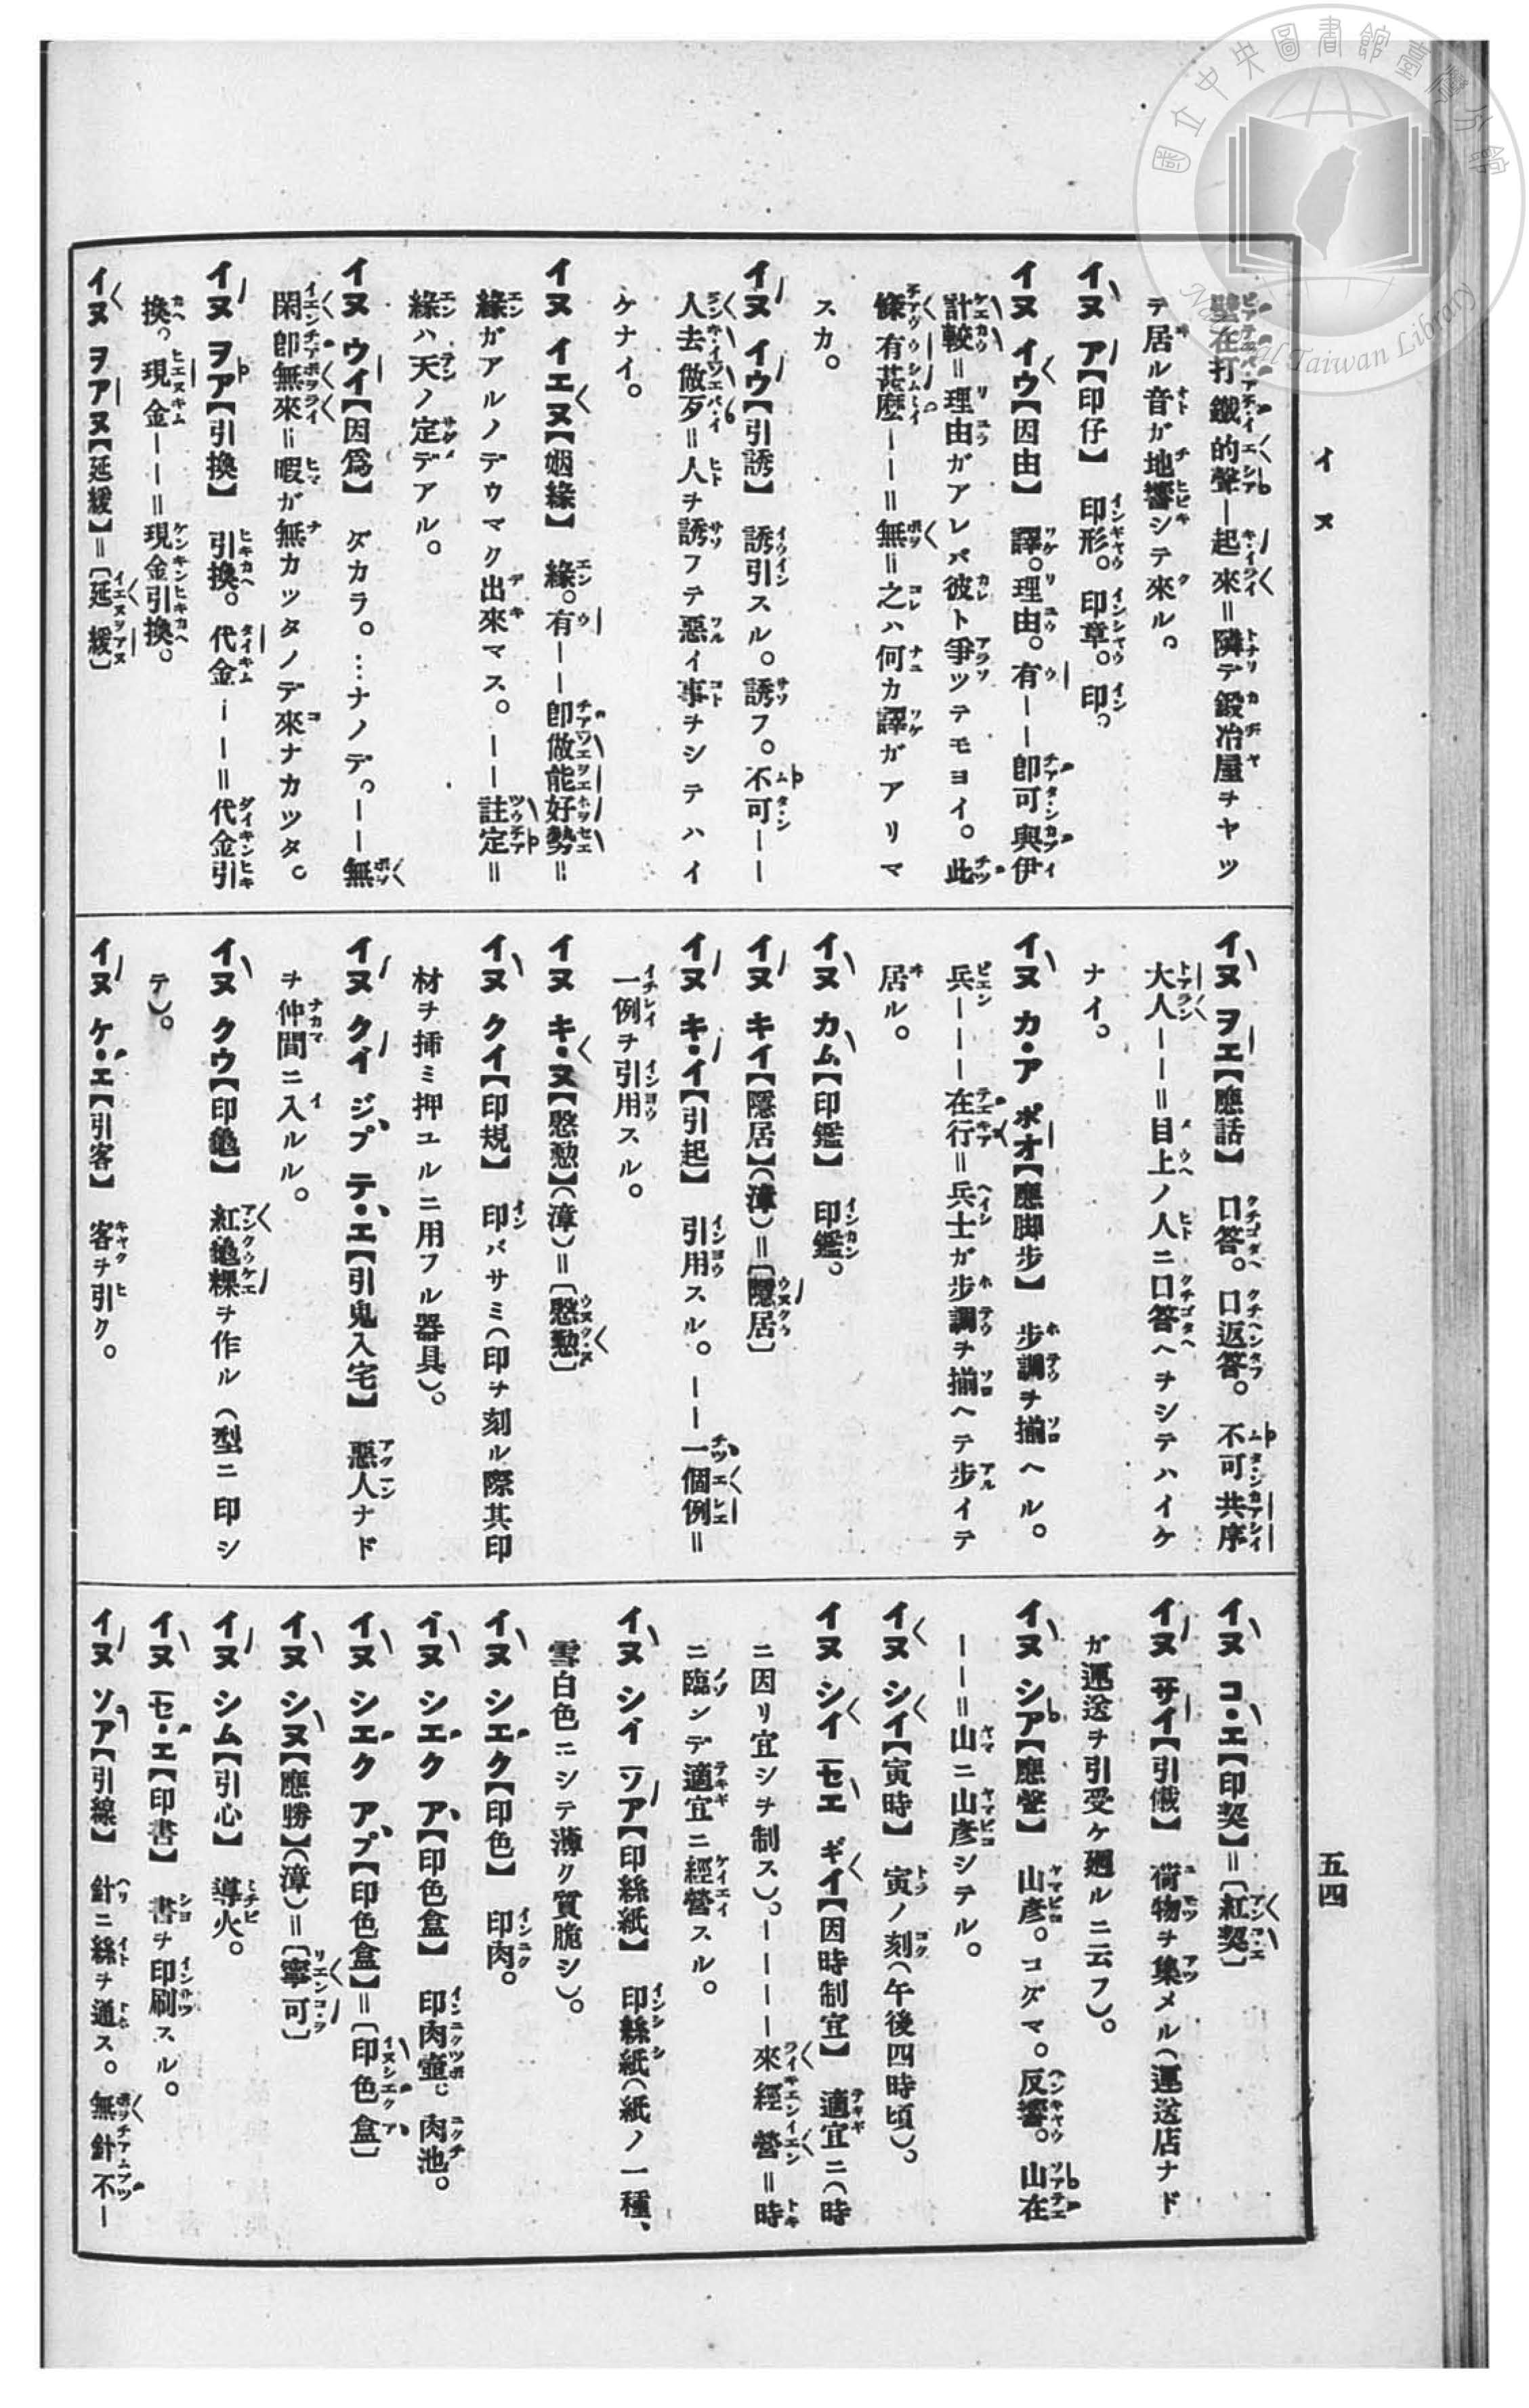 國立中央圖書館臺灣分館
National Taiwan Library
イヌ
五四
壁在打鐵的聲—起來＝隣デ鍛冶屋ヲヤツ
テ居ル音ガ地響シテ來ル。
イヌ ア【印仔】 印形。印章。印。
イヌ イウ【因由】 譯。理由。有——卽可與伊
計較＝理由ガアレバ彼ト爭ツテモヨイ。此
條有甚麼——＝無＝之ハ何カ譯ガアリマ
スカ。
イヌ イウ【引誘】 誘引スル。誘フ。不可——
人去做歹＝人ヲ誘フテ惡イ事ヲシテハイ
ケナイ。
イヌ イエヌ【姻緣】 緣。有——卽做能好勢＝
緣ガアルノデウマク出來マス。——註定＝
緣ハ天ノ定デアル。
イヌ ウイ【因爲】 ダカラ。…ナノデ。——無
閑卽無來＝暇ガ無カッタノデ來ナカツタ。
イヌ ヲア【引換】 引換。代金———＝代金引
換。現金——＝現金引換。
イヌ ヲアヌ【延緩】＝〔延緩〕
イヌ ヲエ【應話】 口答。口返答。不可共序
大人——＝目上ノ人ニ口答ヘヲシテハイケ
ナイ。
イヌ カ・ア ポオ【應脚步】 步調ヲ揃ヘル。
兵———在行＝兵士ガ步調ヲ揃ヘテ步イテ
居ル。
イヌ カム【印鑑】 印鑑。
イヌ キイ【隱居】（漳）＝〔隱居〕
イヌ キ・イ【引起】 引用スル。——一個例＝
一例ヲ引用スル。
イヌ キ・ヌ【慇懃】（漳）＝〔慇懃〕
イヌ クイ【印規】 印バサミ（印ヲ刻ル際其印
材ヲ挿ミ押ユルニ用フル器具）。
イヌ クイ ジプ テ・エ【引鬼入宅】 惡人ナド
ヲ仲間ニ入ルル。
イヌ クウ【印龜】 紅龜粿ヲ作ル（型ニ印シ
テ）。
イヌ ケ・エ【引客】 客ヲ引ク。
イヌ コ・エ【印契】＝〔紅契〕
イヌ サイ【引儎】 荷物ヲ集メル（運送店ナド
ガ運送ヲ引受ケ廻ルニ云フ）。
イヌ シア【應聲】 山彥。コダマ。反響。山在
——＝山ニ山彥シテル。
イヌ シイ【寅時】 寅ノ刻（午後四時頃）。
イヌ シイ セエ ギイ【因時制宜】 適宜ニ（時
ニ因リ宜シヲ制ス）。————來經營＝時
ニ臨ンデ適宜ニ經營スル。
イヌ シイ ツア【印絲紙】 印絲紙（紙ノ一種、
雪白色ニシテ薄ク質脆シ）。
イヌ シエク【印色】 印肉。
イヌ シエク ア【印色盒】 印肉壺。肉池。
イヌ シエク アプ【印色盒】＝〔印色盒〕
イヌ シヌ【應勝】（漳）＝〔寧可〕
イヌ シム【引心】 導火。
イヌ セ・エ【印書】 書ヲ印刷スル。
イヌ ソア【引線】 針ニ絲ヲ通ス。無針不—